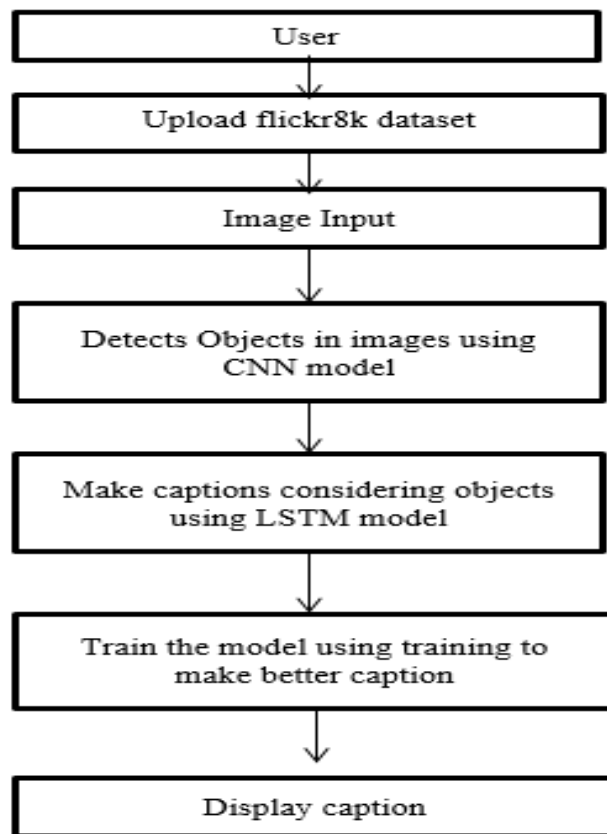 User
Upload flickr8k dataset
Image Input
Detects Objects in images using
CNN model
Make captions considering objects
using LSTM model
Train the model using training to
make better caption
Display caption